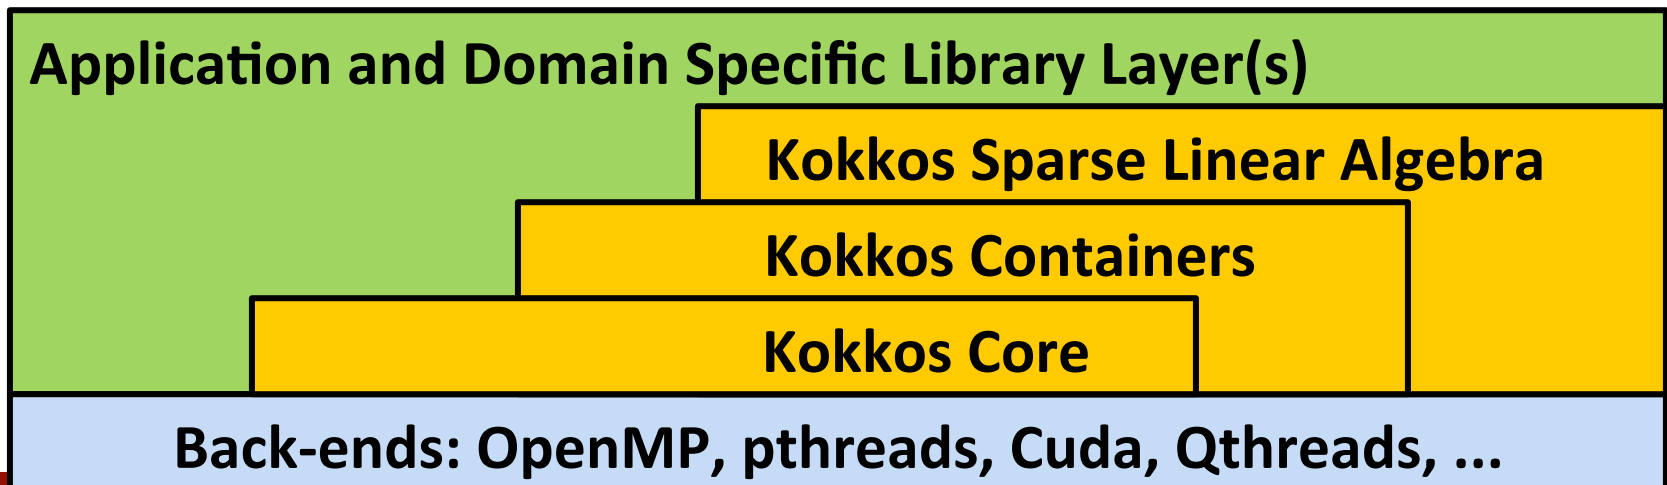 Application and Domain Specific Library Layer(s)
Kokkos Sparse Linear Algebra
Kokkos Containers
Kokkos Core
Back-ends: OpenMP, pthreads, Cuda, Qthreads, ...